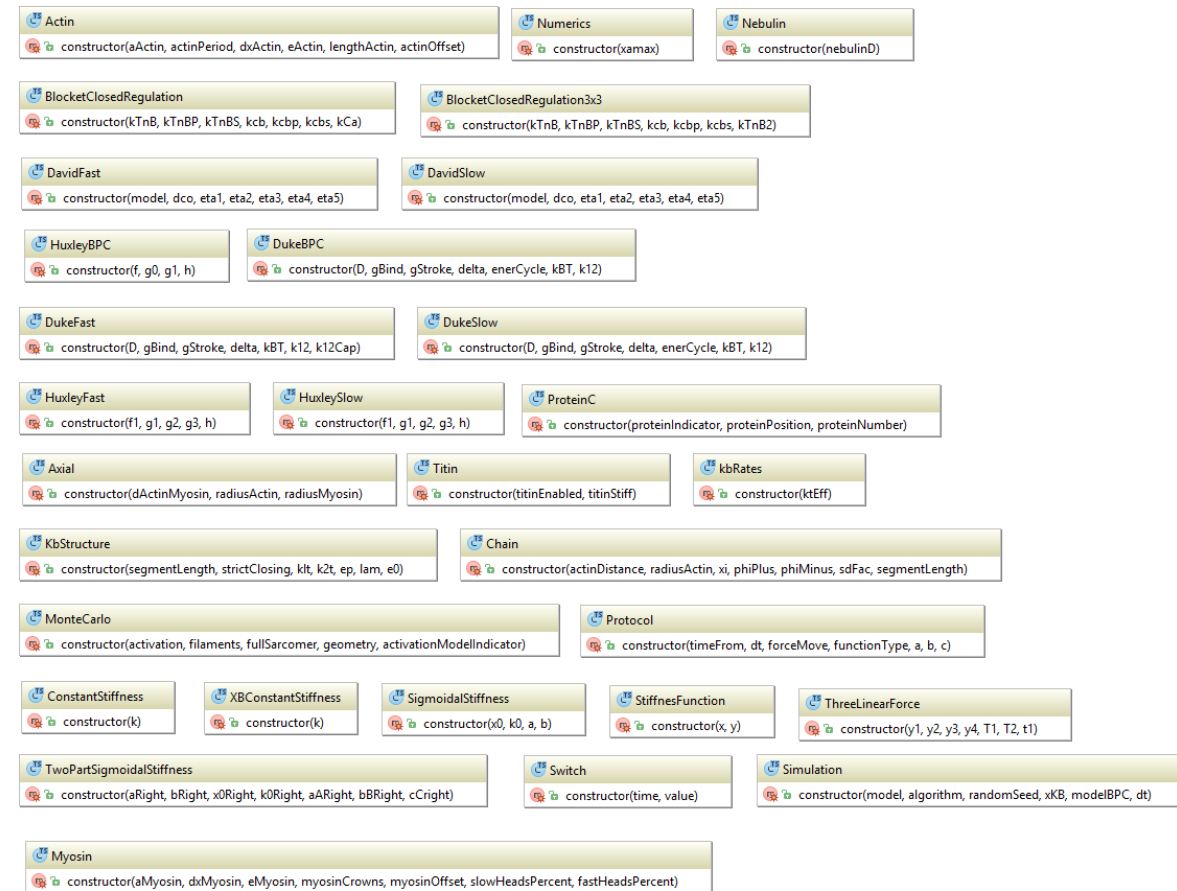 Actin
constructor(aActin, actinPeriod, dxActin, eActin, lengthActin, actinOffset)
Numerics
constructor(xamax)
Nebulin
constructor(nebulinD)
BlocketClosedRegulation
constructor(kTnB, kTnBP, kTnBS, kcb, kcbp, kcbs, kCa)
BlocketClosedRegulation3x3
constructor(kTnB, kTnBP, kTnBS, kcb, kcbp, kcbs, kTnB2)
DavidFast
constructor(model, dco, eta1, eta2, eta3, eta4, eta5)
DavidSlow
constructor(model, dco, eta1, eta2, eta3, eta4, eta5)
HuxleyBPC
constructor(f, g0, g1, h)
DukeBPC
constructor(D, gBind, gStroke, delta, enerCycle, kBT, k12)
DukeFast
constructor(D, gBind, gStroke, delta, kBT, k12, k12Cap)
DukeSlow
constructor(D, gBind, gStroke, delta, enerCycle, kBT, k12)
HuxleyFast
constructor(f1, g1, g2, g3, h)
HuxleySlow
constructor(f1, g1, g2, g3, h)
ProteinC
constructor(proteinIndicator, proteinPosition, proteinNumber)
Axial
constructor(dActinMyosin, radiusActin, radiusMyosin)
Titin
constructor(titinEnabled, titinStiff)
kbRates
constructor(ktEff)
KbStructure
constructor(segmentLength, strictClosing, klt, k2t, ep, lam, e0)
Chain
constructor(actinDistance, radiusActin, xi, phiPlus, phiMinus, sdFac, segmentLength)
MonteCarlo
constructor(activation, filaments, fullSarcomer, geometry, activationModelIndicator)
Protocol
constructor(timeFrom, dt, forceMove, functionType, a, b, c)
ConstantStiffness
constructor(k)
XBConstantStiffness
constructor(k)
SigmoidalStiffness
constructor(x0, k0, a, b)
StiffnesFunction
constructor(x, y)
ThreeLinearForce
constructor(y1, y2, y3, y4, T1, T2, t1)
TwoPartSigmoidalStiffness
constructor(aRight, bRight, x0Right, k0Right, aARight, bBRight, cCright)
Switch
constructor(time, value)
Simulation
constructor(model, algorithm, randomSeed, xKB, modelBPC, dt)
Myosin
constructor(aMyosin, dxMyosin, eMyosin, myosinCrowns, myosinOffset, slowHeadsPercent, fastHeadsPercent)